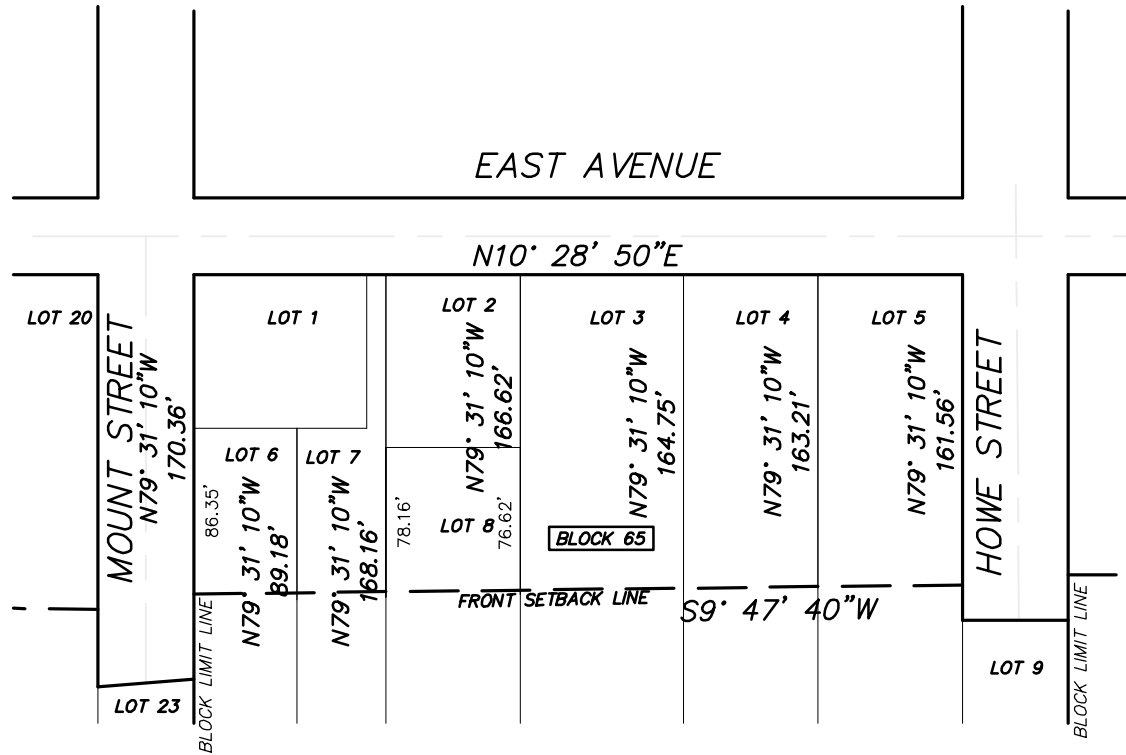 EAST AVENUE
N10° 28' 50"E
LOT 20
LOT 1
LOT 2
LOT 3
LOT 4
LOT 5
MOUNT STREET
N79° 31' 10"W
170.36'
N79° 31' 10"W
166.62'
N79° 31' 10"W
164.75'
N79° 31' 10"W
163.21'
N79° 31' 10"W
161.56'
HOWE STREET
LOT 6
LOT 7
86.35'
N79° 31' 10"W
89.18'
N79° 31' 10"W
168.16'
78.16'
LOT 8
76.62'
BLOCK 65
FRONT SETBACK LINE
S9° 47' 40"W
LOT 23
BLOCK LIMIT LINE
LOT 9
BLOCK LIMIT LINE